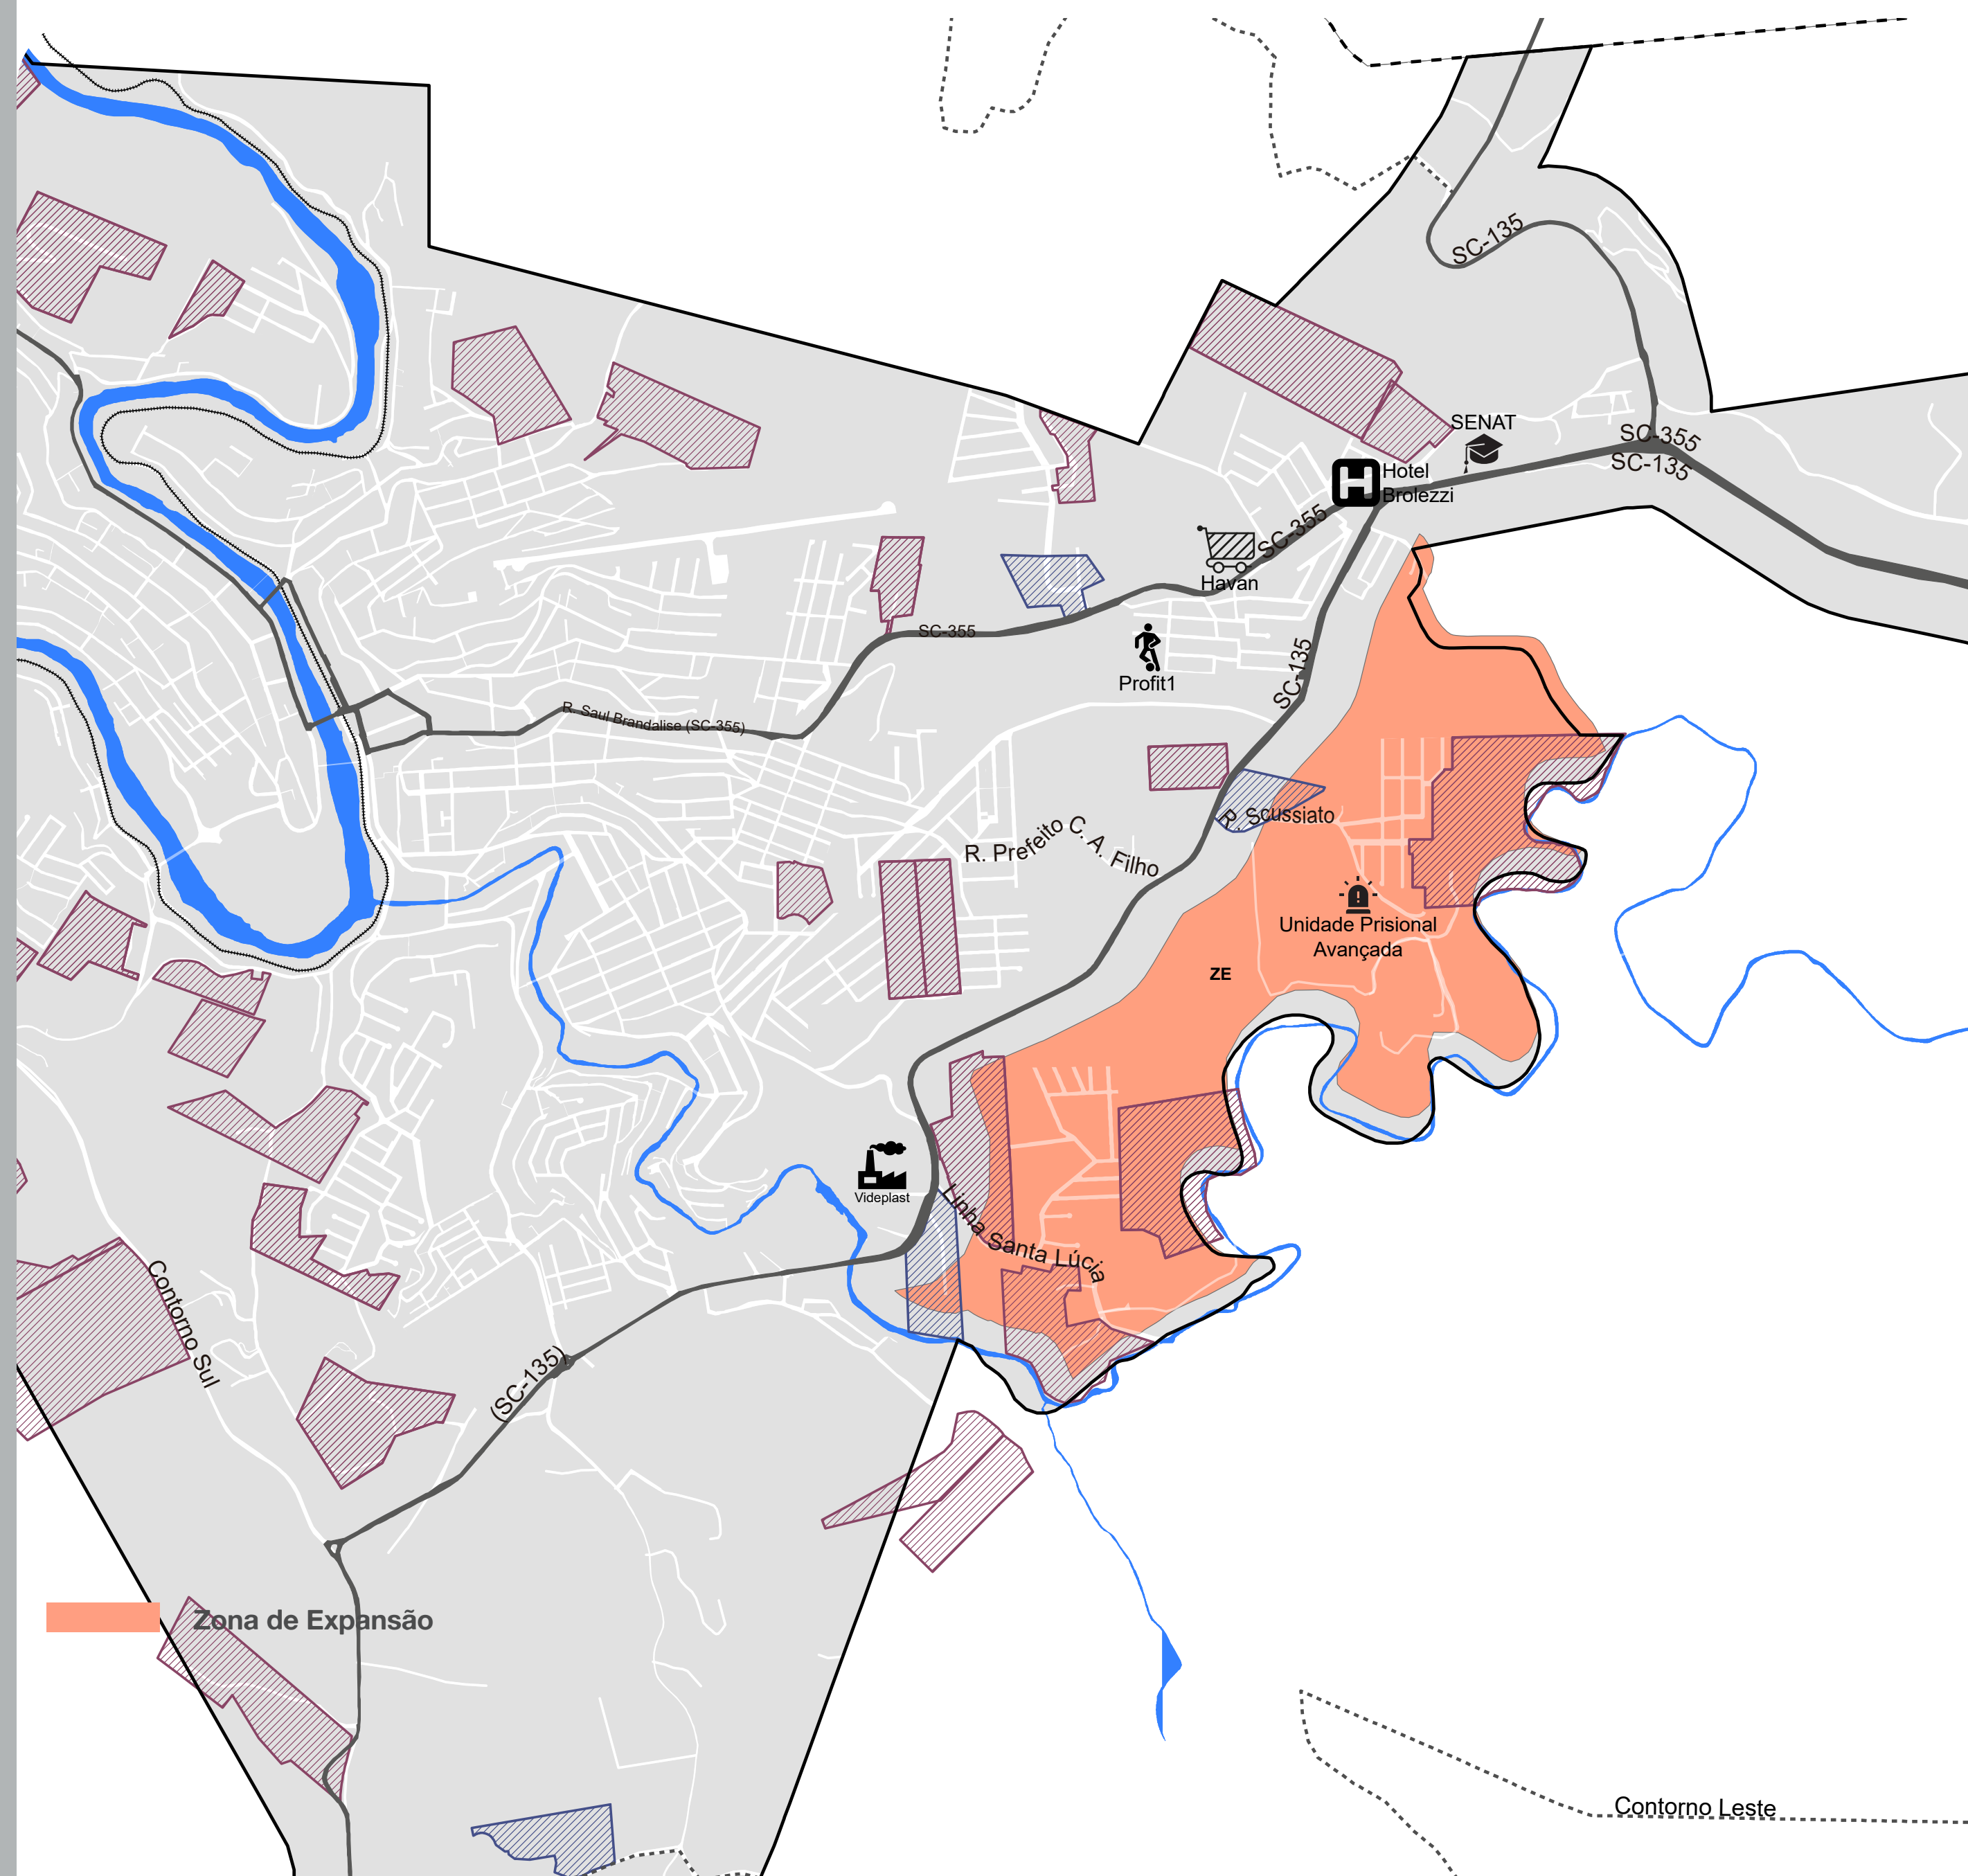 SC-135
SENAT
SC-355
SC-135
Hotel
Brolezzi
SC-355
Havan
SC-355
Profit1
SC-135
R. Saul Brandalise (SC-355)
R. Scussiato
R. Prefeito C. A. Filho
Unidade Prisional
Avançada
ZE
Videplast
Linha Santa Lúcia
Contorno Sul
(SC-135)
Zona de Expansão
Contorno Leste